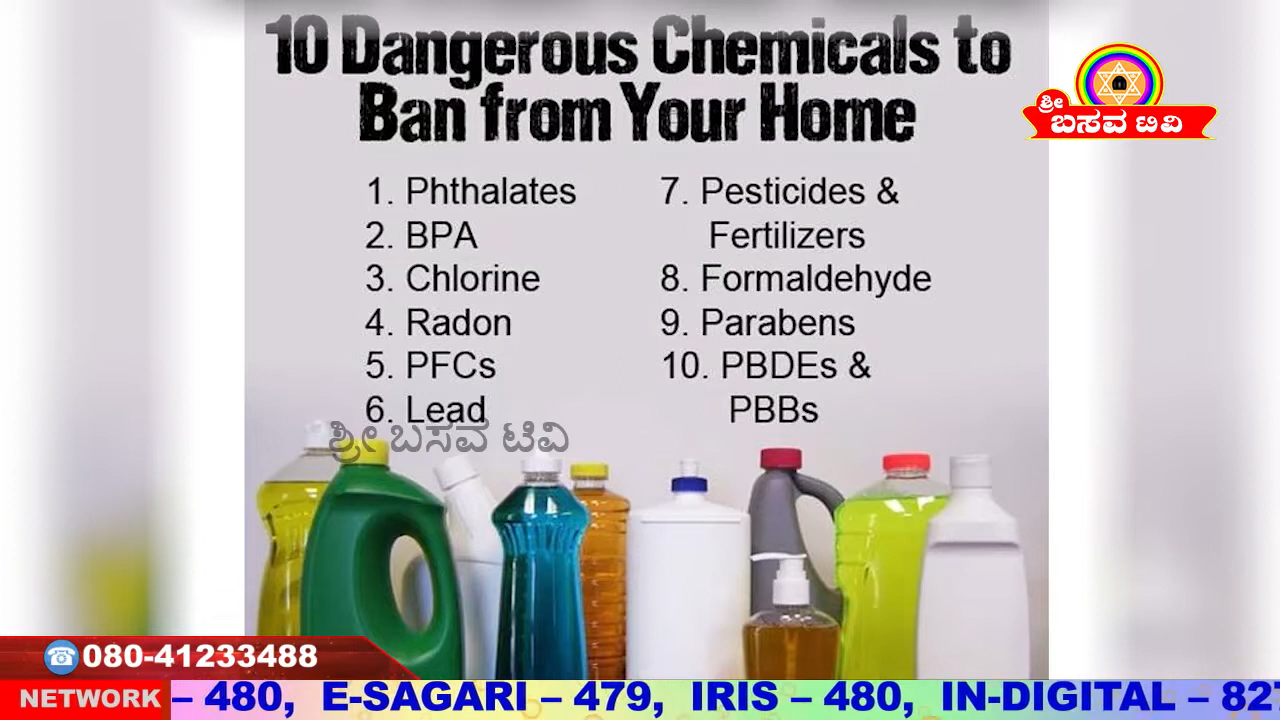 10 Dangerous Chemicals to
Ban from Your Home
ಶ್ರೀ
ಬಸವ ಟಿವಿ
1. Phthalates
2. BPA
3. Chlorine
4. Radon
5. PFCs
6. Lead
7. Pesticides &
Fertilizers
8. Formaldehyde
9. Parabens
10. PBDEs &
PBBs
ಶ್ರೀ ಬಸವ ಟಿವಿ
080-41233488
NETWORK – 480, E-SAGARI – 479, IRIS – 480, IN-DIGITAL – 827